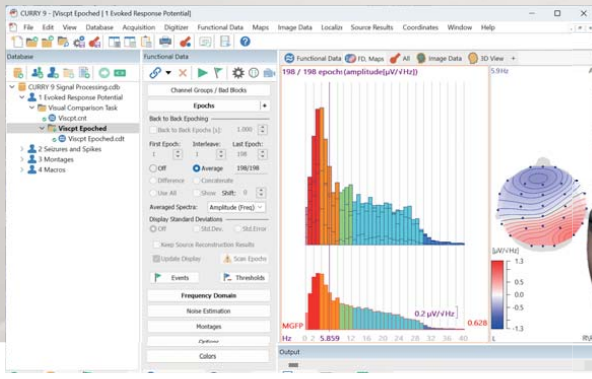 CURRY 9 - [Viscpt Epoched [ 1 Evoked Response Potential]
File Edit View Database Acquisition Digitizer Functional Data Maps Image Data Localize Source Results Coordinates Window Help
Database
CURRY 9 Signal Processing.cdb
1 Evoked Response Potential
Visual Comparison Task
Viscpt.cnt
Viscpt Epoched
Viscpt Epoched.cdt
2 Seizures and Spikes
3 Montages
4 Macros
Functional Data
Channel Groups / Bad Blocks
Epochs
Back to Back Epoching
Back to Back Epochs [s]: 1.000
First Epoch: Interleave: Last Epoch:
1 1 198
Off Average 198/198
Difference Concatenate
Use All Show Shift: 0
Averaged Spectra: Amplitude (Freq)
Display Standard Deviations
Off Std.Dev. Std.Error
Keep Source Reconstruction Results
Update Display Scan Epochs
Events Thresholds
Frequency Domain
Noise Estimation
Montages
Options
Colors
Functional Data FD, Maps All Image Data 3D View +
198 / 198 epochs (amplitude[µV/√Hz])
0.2 µV/√Hz
MGFP 0.628
Hz 0 2 5.859 12 16 20 24 28 32 36 40
5.9Hz
[µV/√Hz]
1.3
0.5
0.0
-0.5
-1.3
L
Output